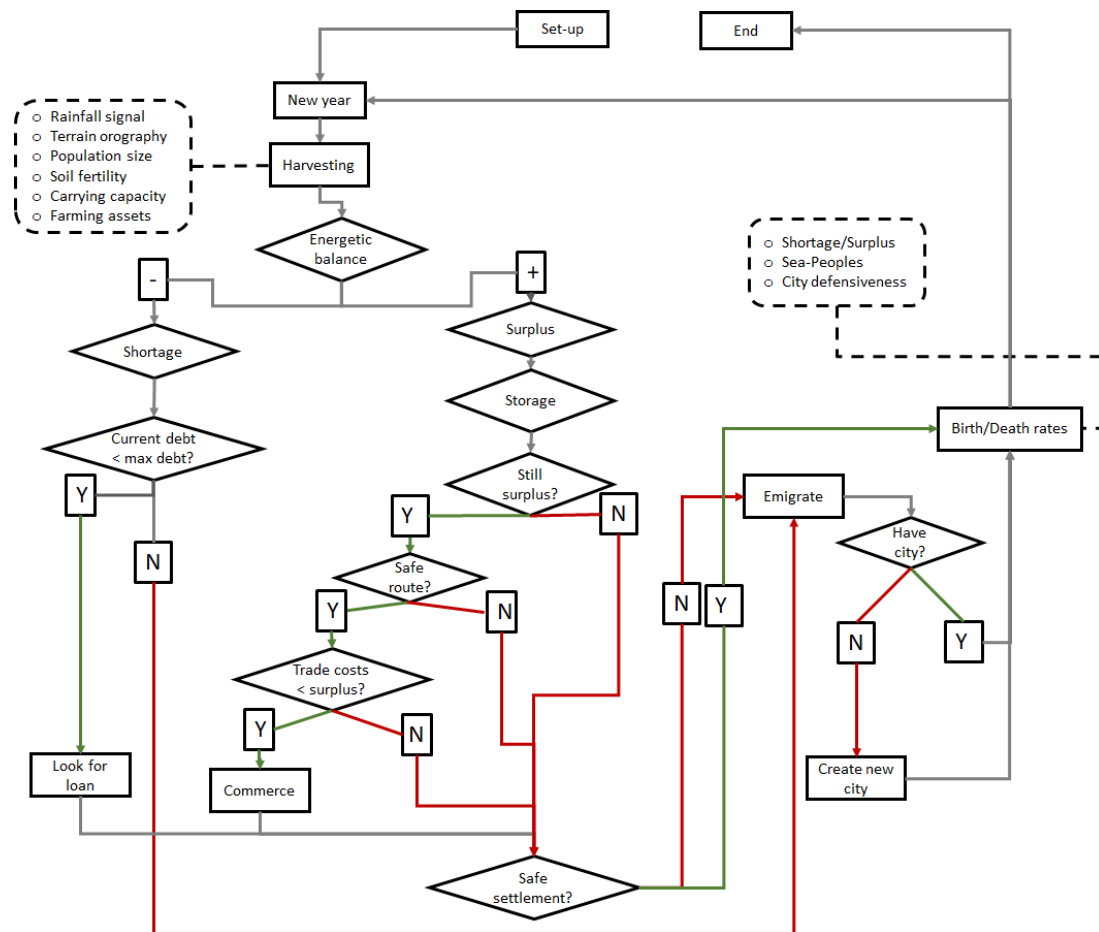 Set-up
End
New year
○ Rainfall signal
○ Terrain orography
○ Population size
○ Soil fertility
○ Carrying capacity
○ Farming assets
Harvesting
Energetic
balance
○ Shortage/Surplus
○ Sea-Peoples
○ City defensiveness
-
+
Shortage
Surplus
Storage
Current debt
< max debt?
Birth/Death rates
Still
surplus?
Y
N
Emigrate
Y
N
Have
city?
N
Safe
route?
Y
N
N
Y
N
Y
Trade costs
< surplus?
Y
N
Look for
loan
Commerce
Create new
city
Safe
settlement?